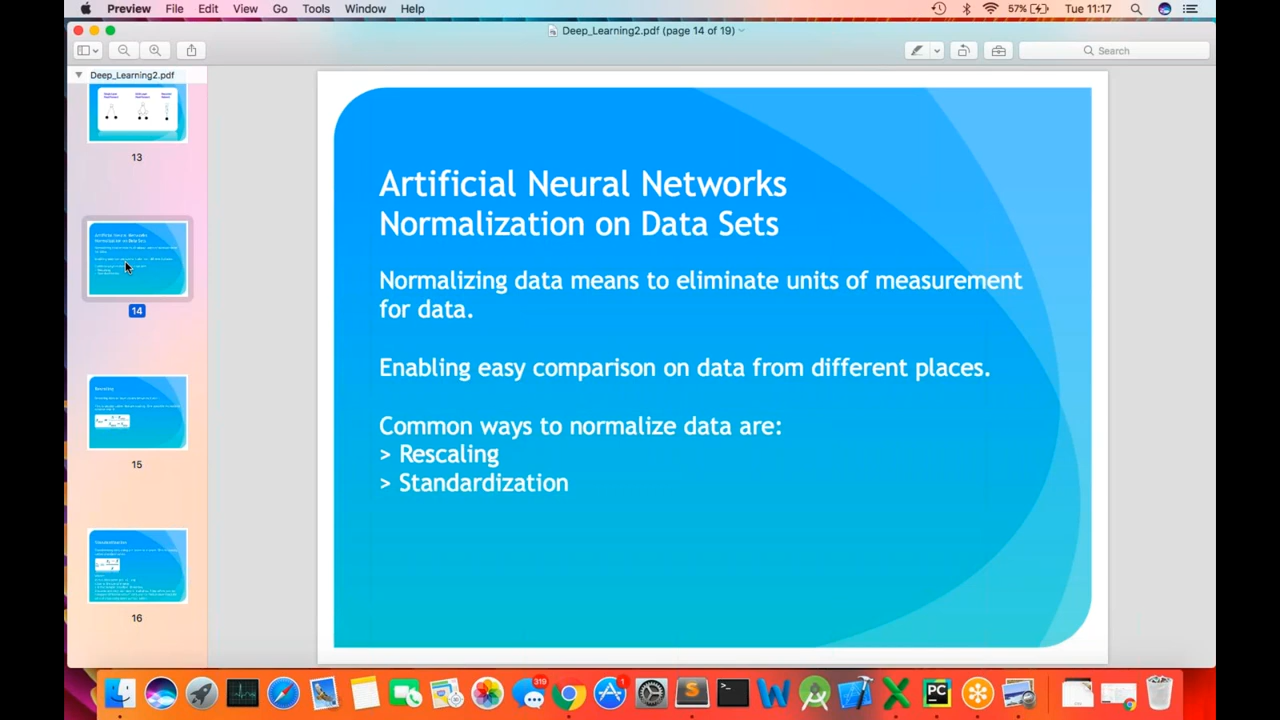 Preview File Edit View Go Tools Window Help
57% Tue 11:17
Deep_Learning2.pdf (page 14 of 19)
Search
Deep_Learning2.pdf
13
14
15
16
Artificial Neural Networks
Normalization on Data Sets
Normalizing data means to eliminate units of measurement
for data.
Enabling easy comparison on data from different places.
Common ways to normalize data are:
> Rescaling
> Standardization
319
1
PC